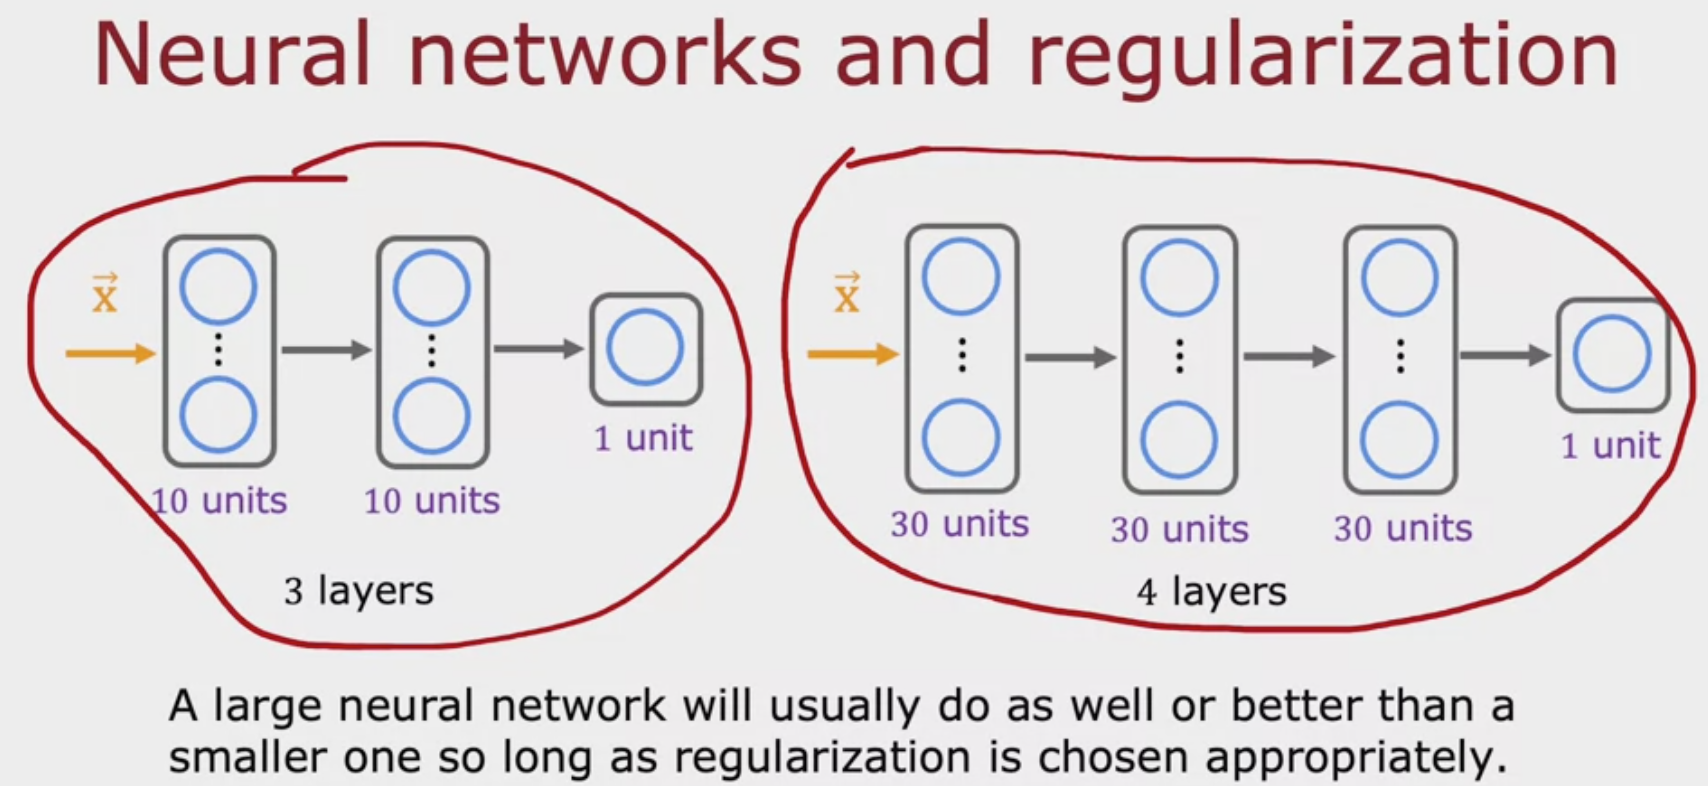 Neural networks and regularization
x⃗
10 units
10 units
1 unit
3 layers
x⃗
30 units
30 units
30 units
1 unit
4 layers
A large neural network will usually do as well or better than a
smaller one so long as regularization is chosen appropriately.